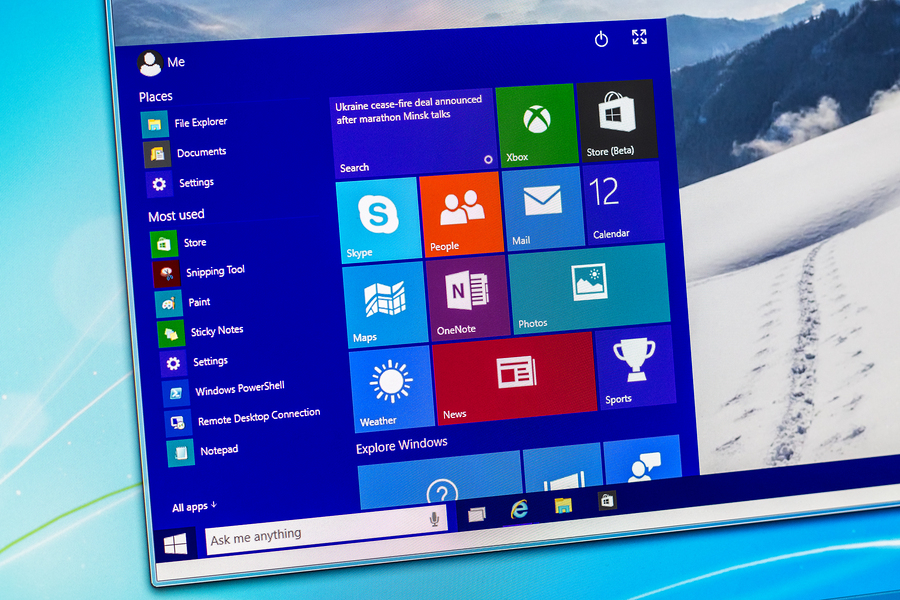 Me
Places
File Explorer
Documents
Settings
Most used
Store
Snipping Tool
Paint
Sticky Notes
Settings
Windows PowerShell
Remote Desktop Connection
Notepad
All apps
Ukraine cease-fire deal announced
after marathon Minsk talks
Search
Xbox
Store (Beta)
Skype
People
Mail
12
Calendar
Maps
OneNote
Photos
Weather
News
Sports
Explore Windows
Ask me anything